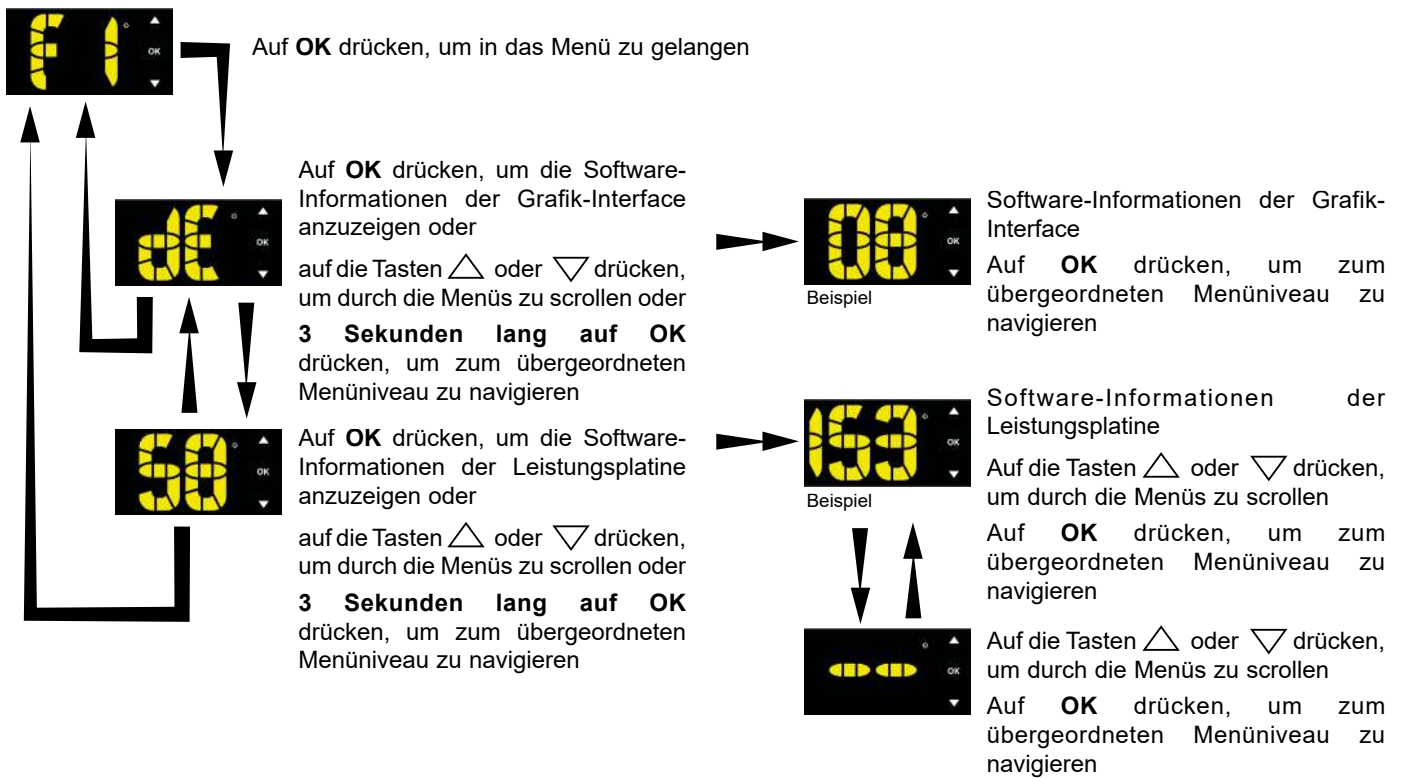 F1
OK
Auf OK drücken, um in das Menü zu gelangen
dE
OK
Auf OK drücken, um die Software-
Informationen der Grafik-Interface
anzuzeigen oder
auf die Tasten △ oder ▽ drücken,
um durch die Menüs zu scrollen oder
3 Sekunden lang auf OK
drücken, um zum übergeordneten
Menüniveau zu navigieren
08
OK
Beispiel
Software-Informationen der Grafik-
Interface
Auf OK drücken, um zum
übergeordneten Menüniveau zu
navigieren
58
OK
Auf OK drücken, um die Software-
Informationen der Leistungsplatine
anzuzeigen oder
auf die Tasten △ oder ▽ drücken,
um durch die Menüs zu scrollen oder
3 Sekunden lang auf OK
drücken, um zum übergeordneten
Menüniveau zu navigieren
153
OK
Beispiel
Software-Informationen der
Leistungsplatine
Auf die Tasten △ oder ▽ drücken,
um durch die Menüs zu scrollen
Auf OK drücken, um zum
übergeordneten Menüniveau zu
navigieren
--
OK
Auf die Tasten △ oder ▽ drücken,
um durch die Menüs zu scrollen
Auf OK drücken, um zum
übergeordneten Menüniveau zu
navigieren